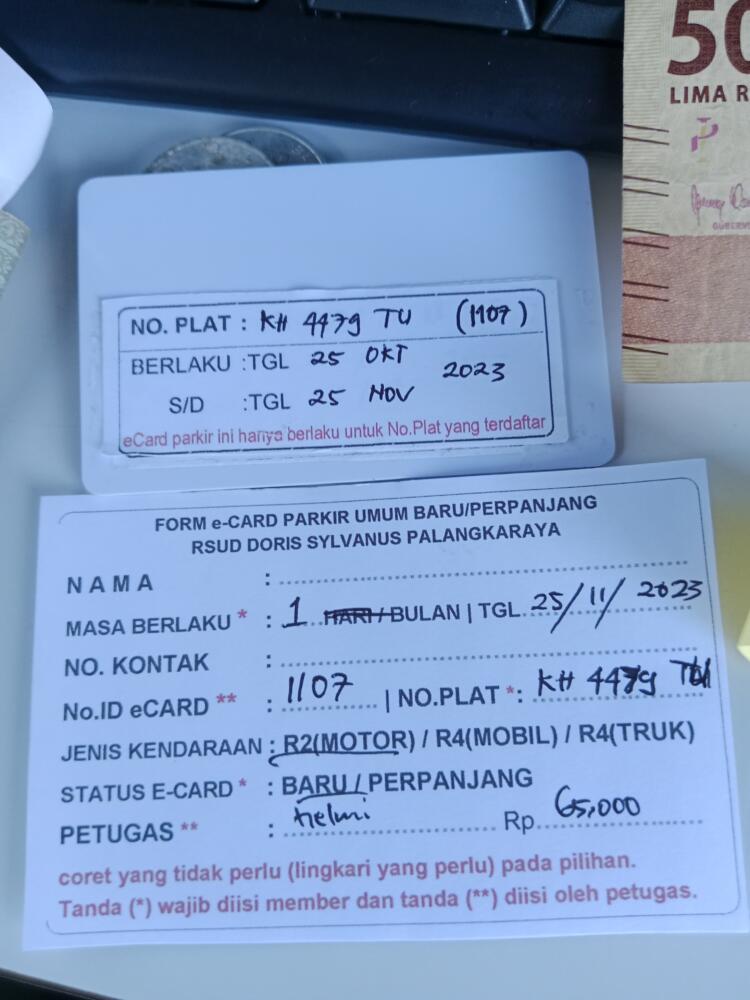 50
LIMA R
NO. PLAT : KH 4479 TU (1107)
BERLAKU :TGL 25 OKT 2023
S/D :TGL 25 NOV
eCard parkir ini hanya berlaku untuk No.Plat yang terdaftar
FORM e-CARD PARKIR UMUM BARU/PERPANJANG
RSUD DORIS SYLVANUS PALANGKARAYA
NAMA :
MASA BERLAKU * : 1 HARI / BULAN | TGL. 25/11/2023
NO. KONTAK :
No.ID eCARD ** : 1107 | NO.PLAT *: KH 4479 TU
JENIS KENDARAAN : R2(MOTOR) / R4(MOBIL) / R4(TRUK)
STATUS E-CARD * : BARU / PERPANJANG
PETUGAS ** : helmi Rp. 65,000
coret yang tidak perlu (lingkari yang perlu) pada pilihan.
Tanda (*) wajib diisi member dan tanda (**) diisi oleh petugas.